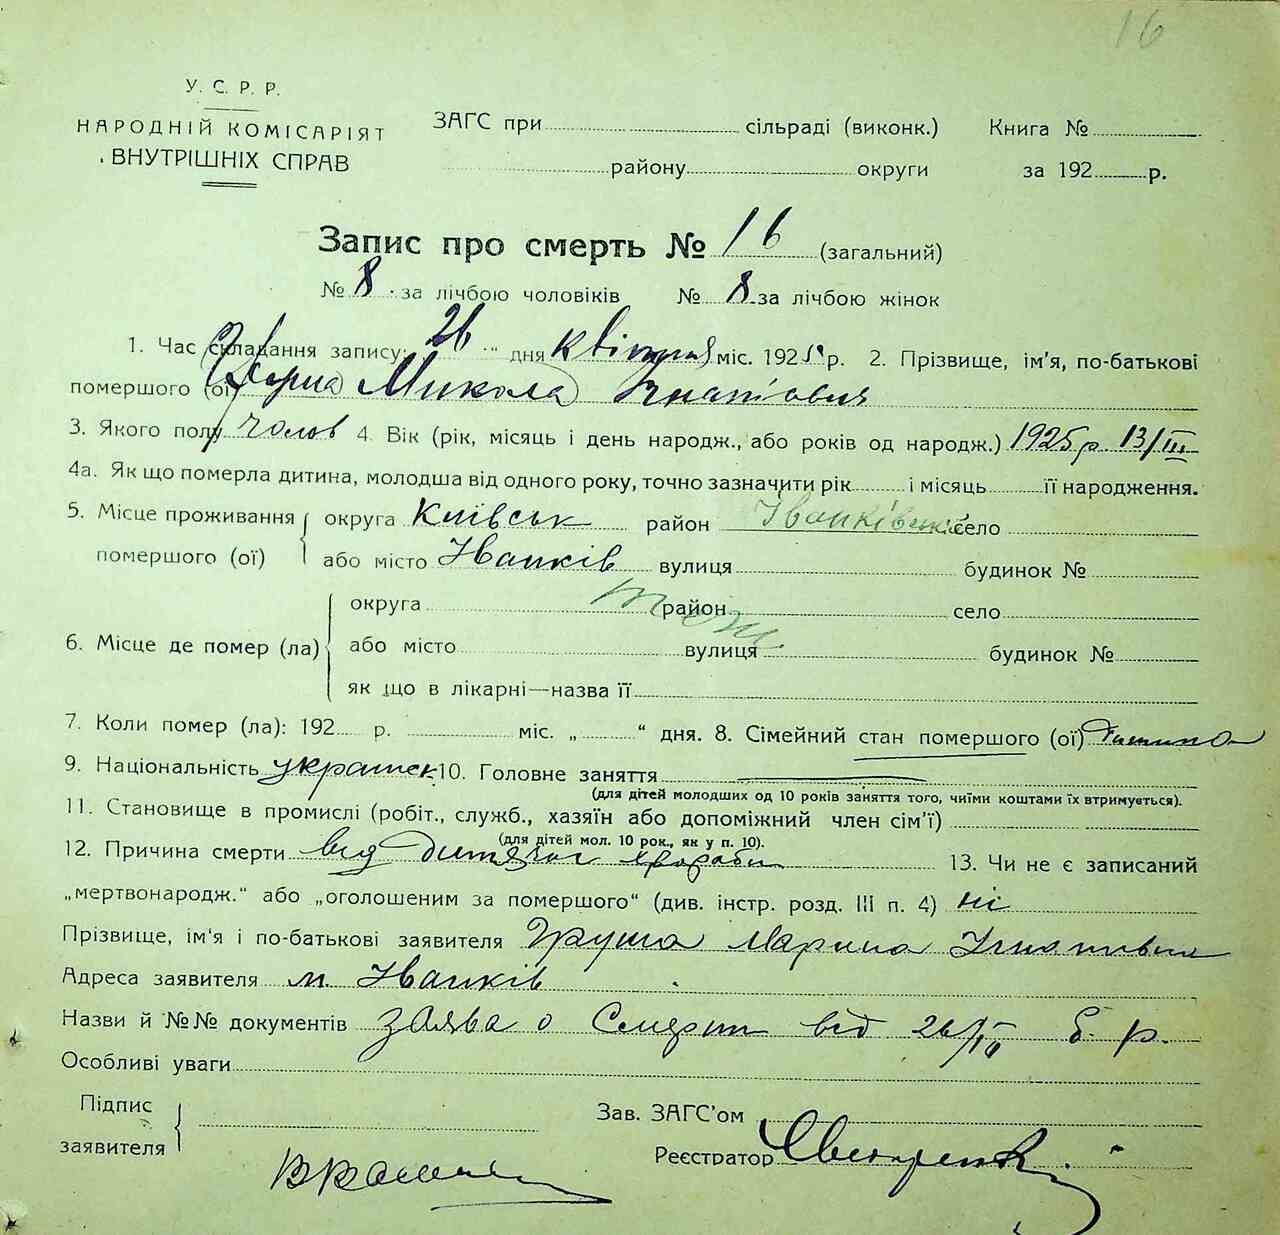 16
У. С. Р. Р.
НАРОДНІЙ КОМІСАРІЯТ
ВНУТРІШНІХ СПРАВ
ЗАГС при сільраді (виконк.) Книга №
району округи за 192 р.
Запис про смерть № 16 (загальний)
№ 8 за лічбою чоловіків № 8 за лічбою жінок
1. Час складання запису: 26 " дня квітня міс. 1925 р. 2. Прізвище, ім'я, по-батькові
помершого (ої) Микола Гнатович
3. Якого полу чолов 4. Вік (рік, місяць і день народж., або років од народж.) 1925 р. 13/III
4а. Як що померла дитина, молодша від одного року, точно зазначити рік і місяць її народження.
5. Місце проживання округа Київськ район Іванківськ село
помершого (ої) або місто Іванків вулиця будинок №
округа район село
тож
6. Місце де помер (ла) або місто вулиця будинок №
як що в лікарні—назва її
7. Коли помер (ла): 192 р. міс. „ “ дня. 8. Сімейний стан помершого (ої) дитина
9. Національність українск 10. Головне заняття
(для дітей молодших од 10 років заняття того, чиїми коштами їх втримується).
11. Становище в промислі (робіт., служб., хазяїн або допоміжний член сім'ї)
(для дітей мол. 10 рок., як у п. 10).
12. Причина смерти від дитячої хвороби 13. Чи не є записаний
„мертвонародж.“ або „оголошеним за помершого“ (див. інстр. розд. III п. 4) ні
Прізвище, ім'я і по-батькові заявителя Груша Марина Гнатовна
Адреса заявителя м. Іванків
Назви й №№ документів заява о смерти від 26/IV б. р.
Особливі уваги
Підпис Зав. ЗАГС'ом
заявителя Реєстратор